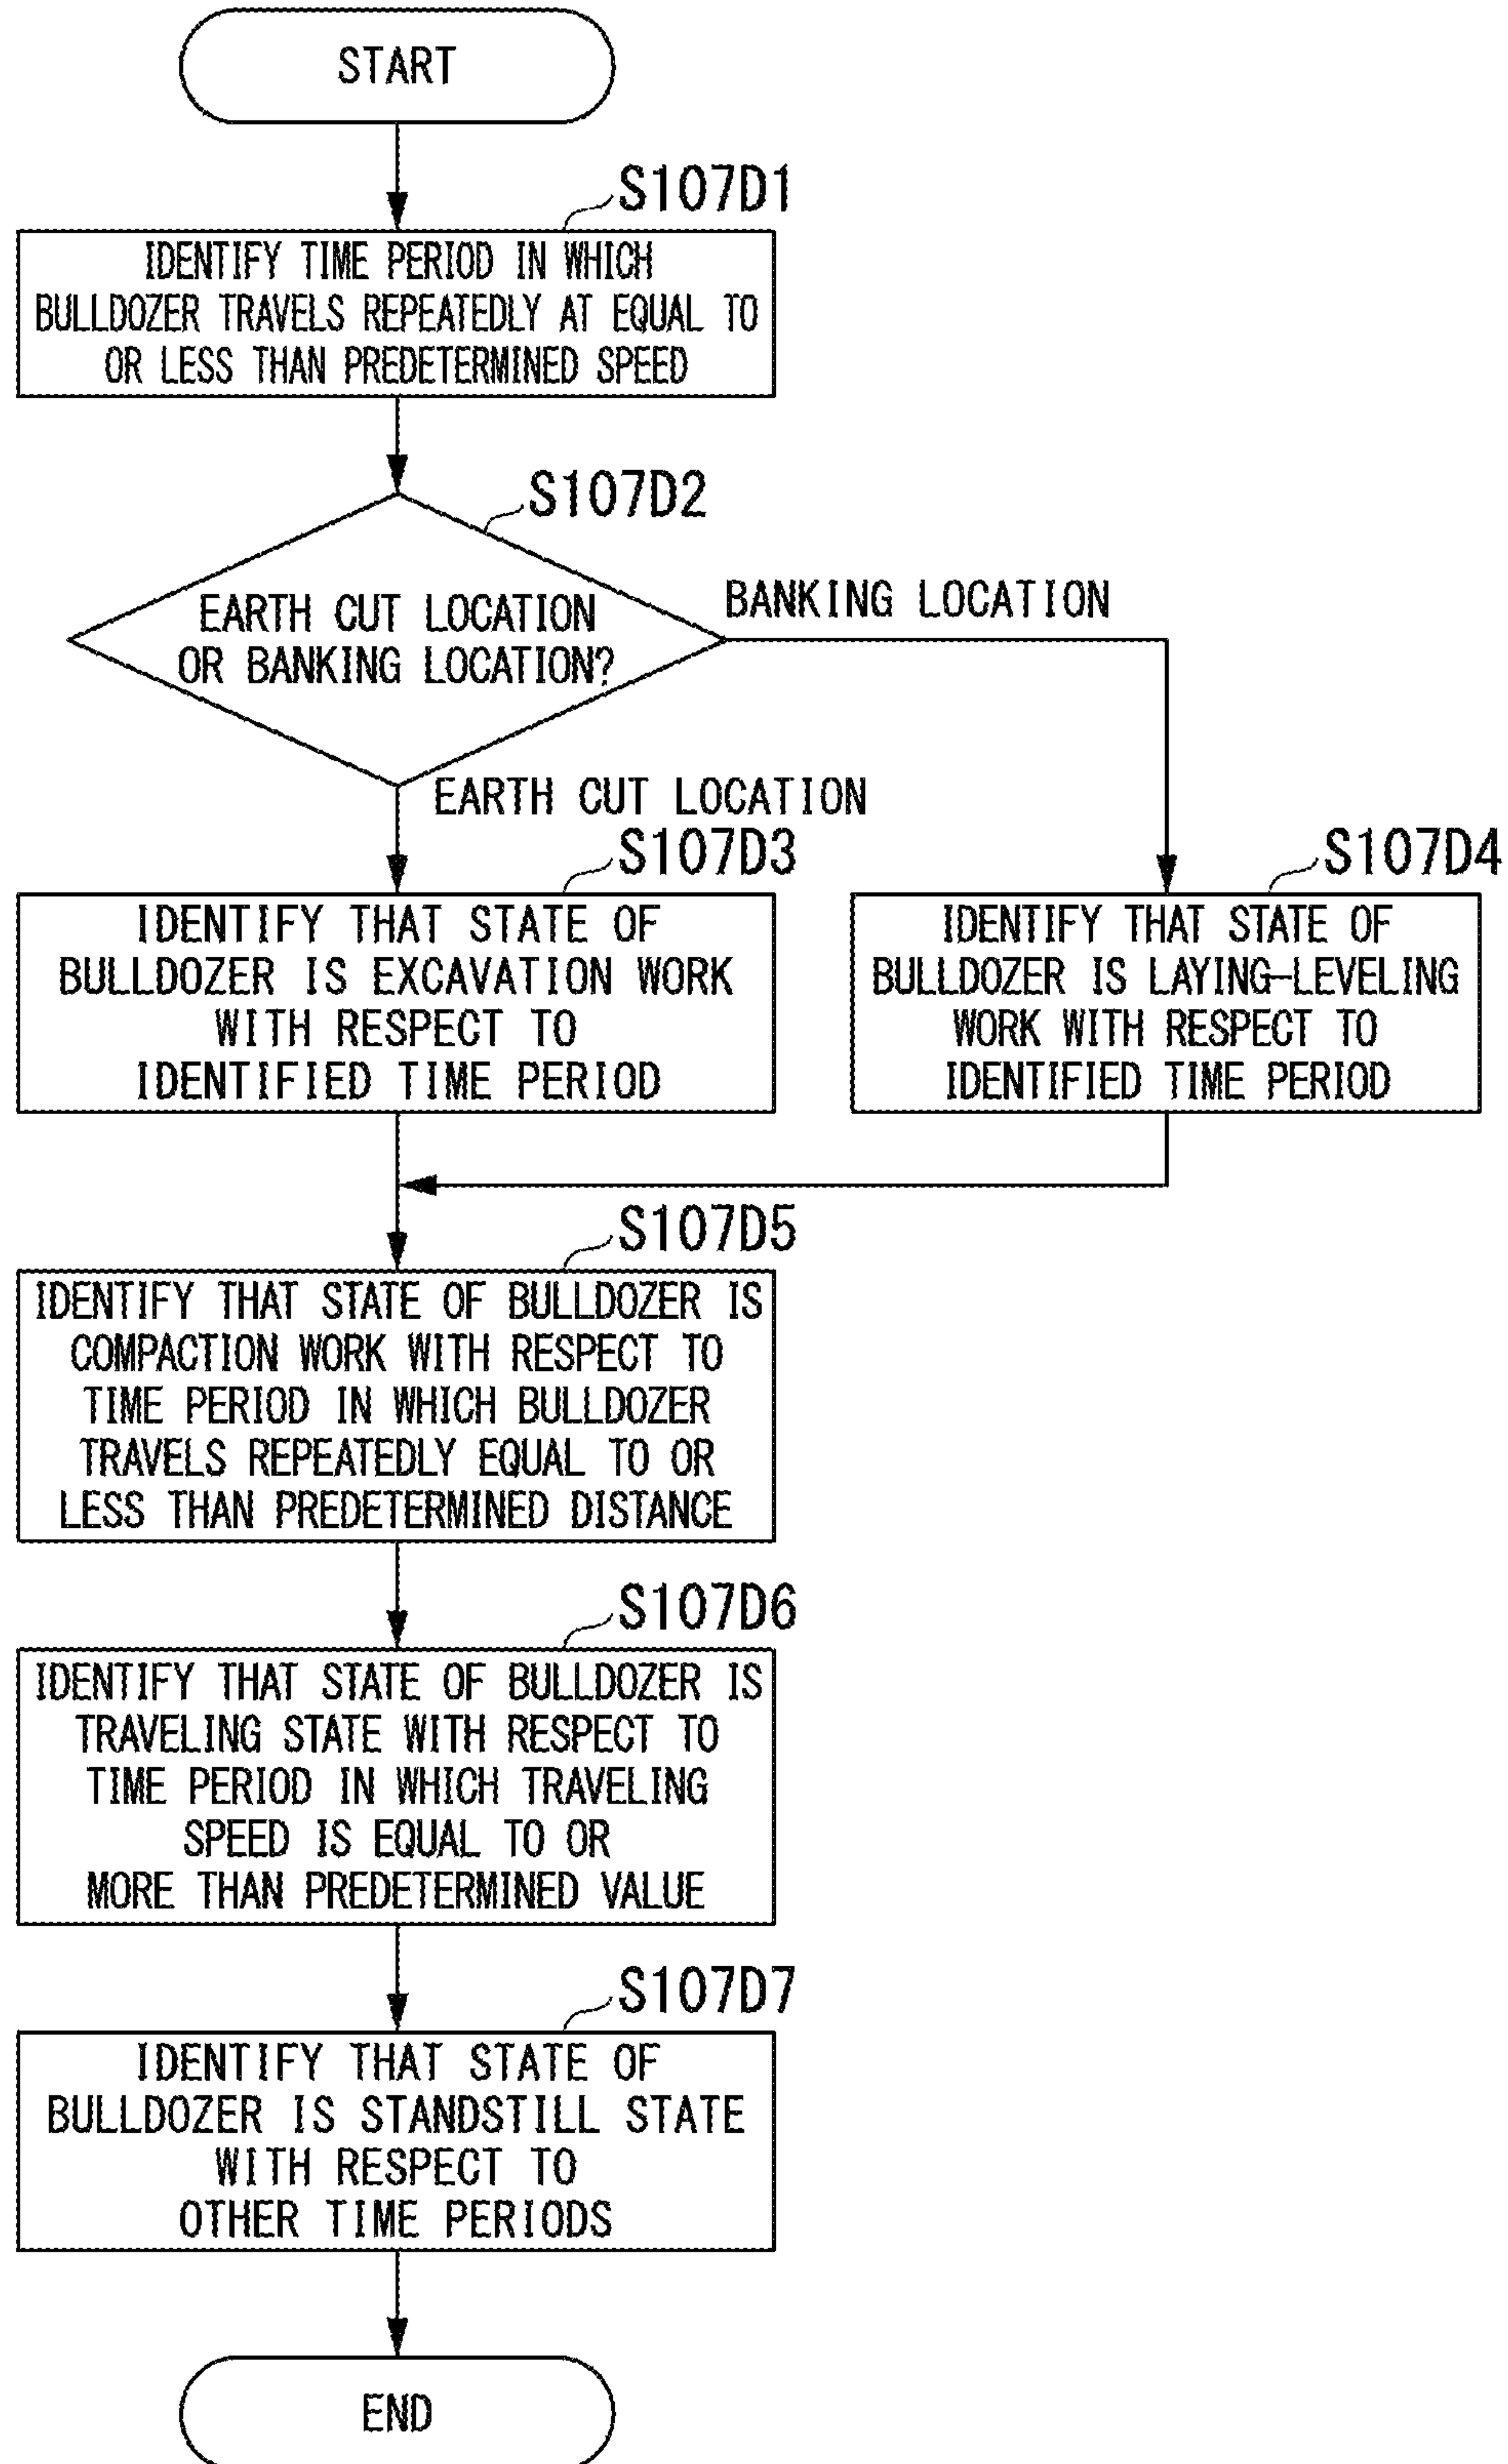 START
S107D1
IDENTIFY TIME PERIOD IN WHICH
BULLDOZER TRAVELS REPEATEDLY AT EQUAL TO
OR LESS THAN PREDETERMINED SPEED
S107D2
EARTH CUT LOCATION
OR BANKING LOCATION?
BANKING LOCATION
EARTH CUT LOCATION
S107D3
IDENTIFY THAT STATE OF
BULLDOZER IS EXCAVATION WORK
WITH RESPECT TO
IDENTIFIED TIME PERIOD
S107D4
IDENTIFY THAT STATE OF
BULLDOZER IS LAYING-LEVELING
WORK WITH RESPECT TO
IDENTIFIED TIME PERIOD
S107D5
IDENTIFY THAT STATE OF BULLDOZER IS
COMPACTION WORK WITH RESPECT TO
TIME PERIOD IN WHICH BULLDOZER
TRAVELS REPEATEDLY EQUAL TO OR
LESS THAN PREDETERMINED DISTANCE
S107D6
IDENTIFY THAT STATE OF BULLDOZER IS
TRAVELING STATE WITH RESPECT TO
TIME PERIOD IN WHICH TRAVELING
SPEED IS EQUAL TO OR
MORE THAN PREDETERMINED VALUE
S107D7
IDENTIFY THAT STATE OF
BULLDOZER IS STANDSTILL STATE
WITH RESPECT TO
OTHER TIME PERIODS
END